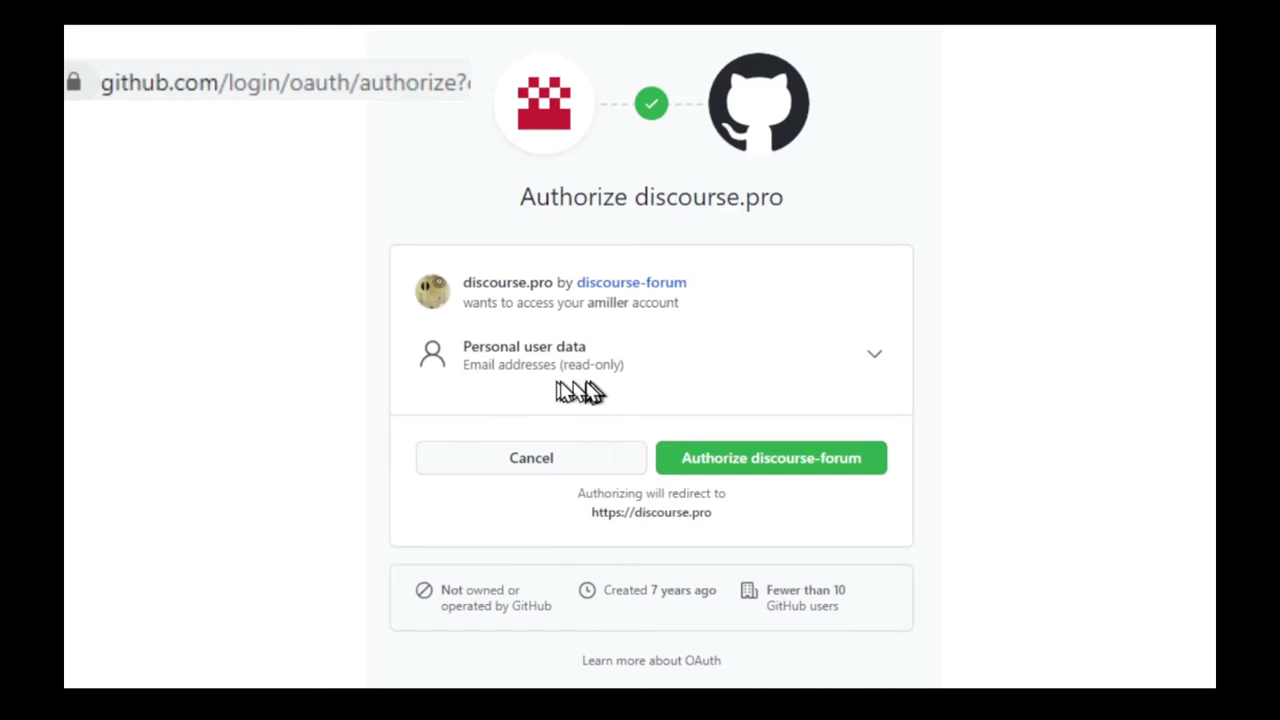 github.com/login/oauth/authorize?
Authorize discourse.pro
discourse.pro by discourse-forum
wants to access your amiller account
Personal user data
Email addresses (read-only)
Cancel
Authorize discourse-forum
Authorizing will redirect to
https://discourse.pro
Not owned or
operated by GitHub
Created 7 years ago
Fewer than 10
GitHub users
Learn more about OAuth